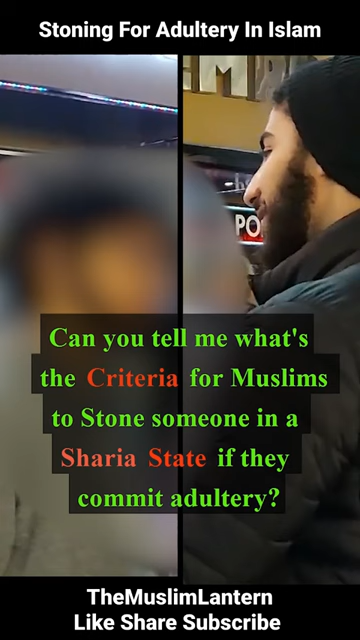 Stoning For Adultery In Islam
PO
Can you tell me what's
the Criteria for Muslims
to Stone someone in a
Sharia State if they
commit adultery?
TheMuslimLantern
Like Share Subscribe